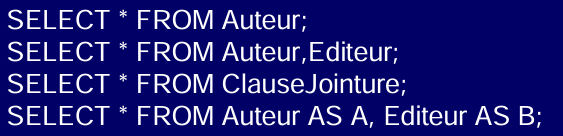 SELECT * FROM Auteur;
SELECT * FROM Auteur,Editeur;
SELECT * FROM ClauseJointure;
SELECT * FROM Auteur AS A, Editeur AS B;